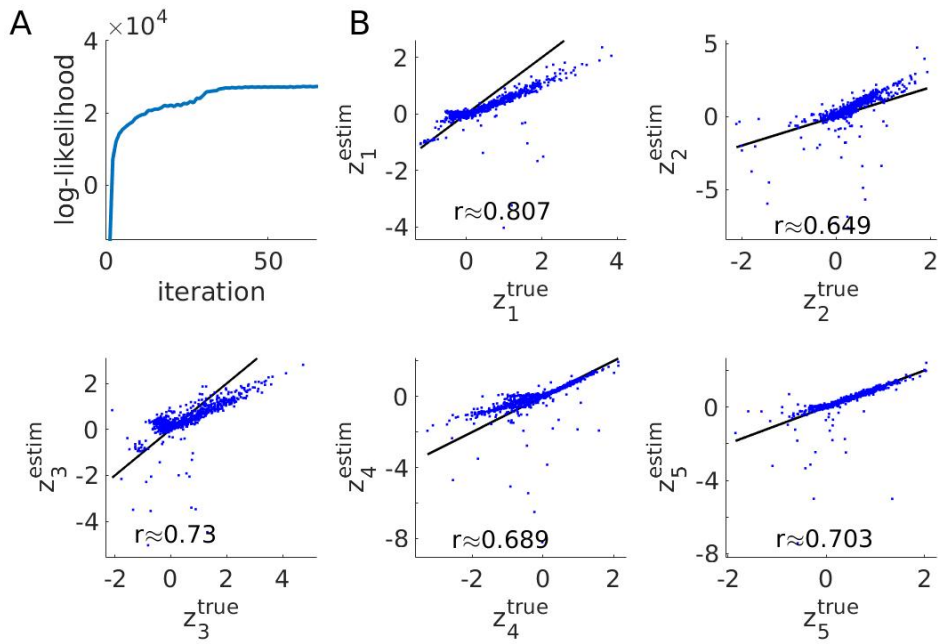 A
×10^4
4
2
0
log-likelihood
0 50
iteration
B
2
0
-2
-4
z_1^estim
r≈0.807
0 2 4
z_1^true
5
0
-5
z_2^estim
r≈0.649
-2 0 2
z_2^true
2
0
-2
-4
z_3^estim
r≈0.73
-2 0 2 4
z_3^true
0
-4
-8
z_4^estim
r≈0.689
-2 0 2
z_4^true
0
-4
-8
z_5^estim
r≈0.703
-2 0 2
z_5^true